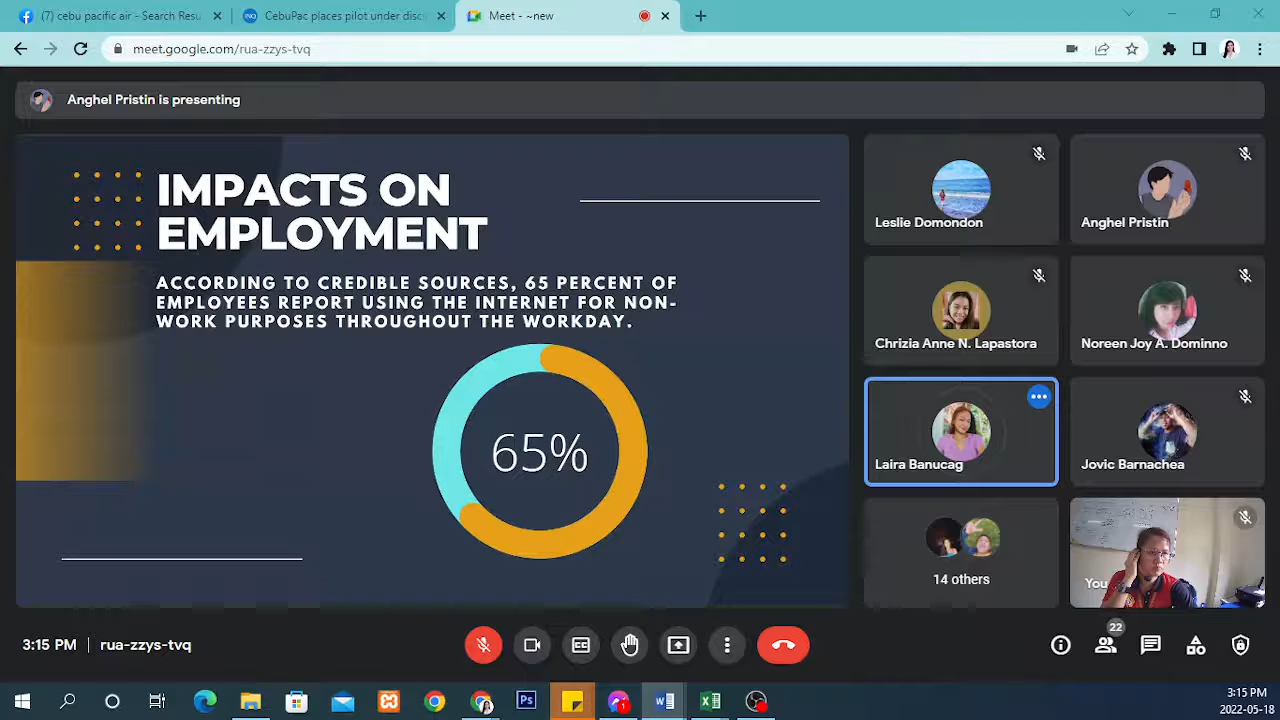 (7) cebu pacific air - Search Resu
CebuPac places pilot under disc
Meet - ~new
meet.google.com/rua-zzys-tvq
Anghel Pristin is presenting
IMPACTS ON
EMPLOYMENT
ACCORDING TO CREDIBLE SOURCES, 65 PERCENT OF
EMPLOYEES REPORT USING THE INTERNET FOR NON-
WORK PURPOSES THROUGHOUT THE WORKDAY.
65%
Leslie Domondon
Anghel Pristin
Chrizia Anne N. Lapastora
Noreen Joy A. Dominno
Laira Banucag
Jovic Barnachea
14 others
You
3:15 PM
rua-zzys-tvq
22
Ps
1
3:15 PM
2022-05-18